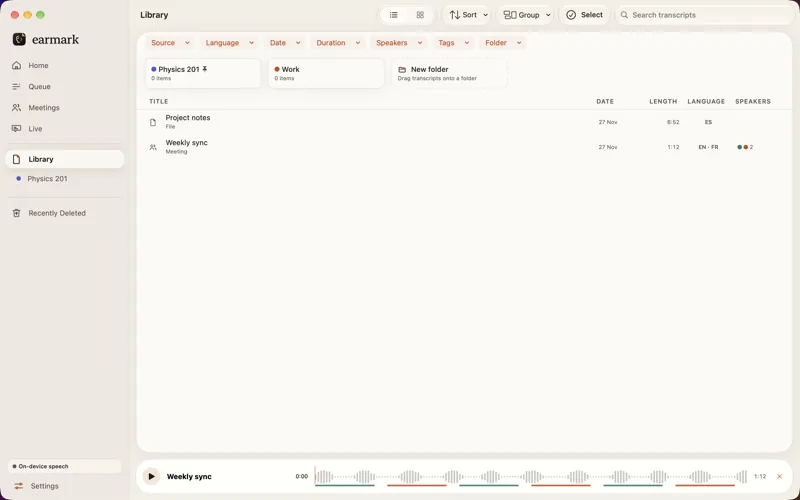 Library
Sort
Group
Select
Search transcripts
earmark
Home
Queue
Meetings
Live
Library
Physics 201
Recently Deleted
On-device speech
Settings
Source
Language
Date
Duration
Speakers
Tags
Folder
Physics 201
0 items
Work
0 items
New folder
Drag transcripts onto a folder
TITLE DATE LENGTH LANGUAGE SPEAKERS
Project notes
File
27 Nov 6:52 ES
Weekly sync
Meeting
27 Nov 1:12 EN · FR 2
Weekly sync 0:00 1:12